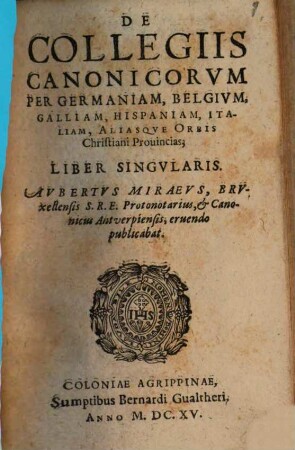 DE
COLLEGIIS
CANONICORVM
PER GERMANIAM, BELGIVM,
GALLIAM, HISPANIAM, ITA-
LIAM, ALIASQVE ORBIS
Christiani Prouincias;
LIBER SINGVLARIS.
AVBERTVS MIRAEVS, BRV-
xellensis S.R.E. Protonotarius, & Cano-
nicus Antverpiensis, eruendo
publicabat.
IHS
COLONIAE AGRIPPINAE,
Sumptibus Bernardi Gualtheri,
ANNO M. DC. XV.